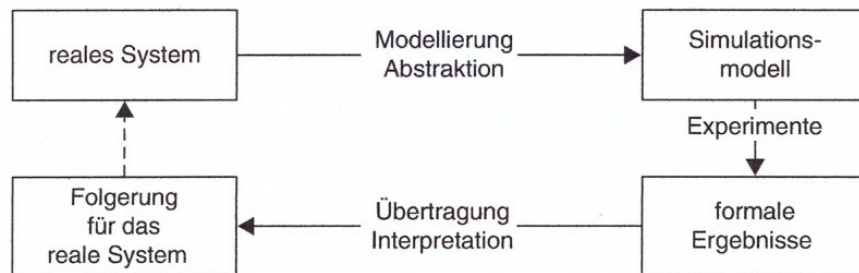 reales System
Modellierung
Abstraktion
Simulations-
modell
Experimente
Folgerung
für das
reale System
Übertragung
Interpretation
formale
Ergebnisse